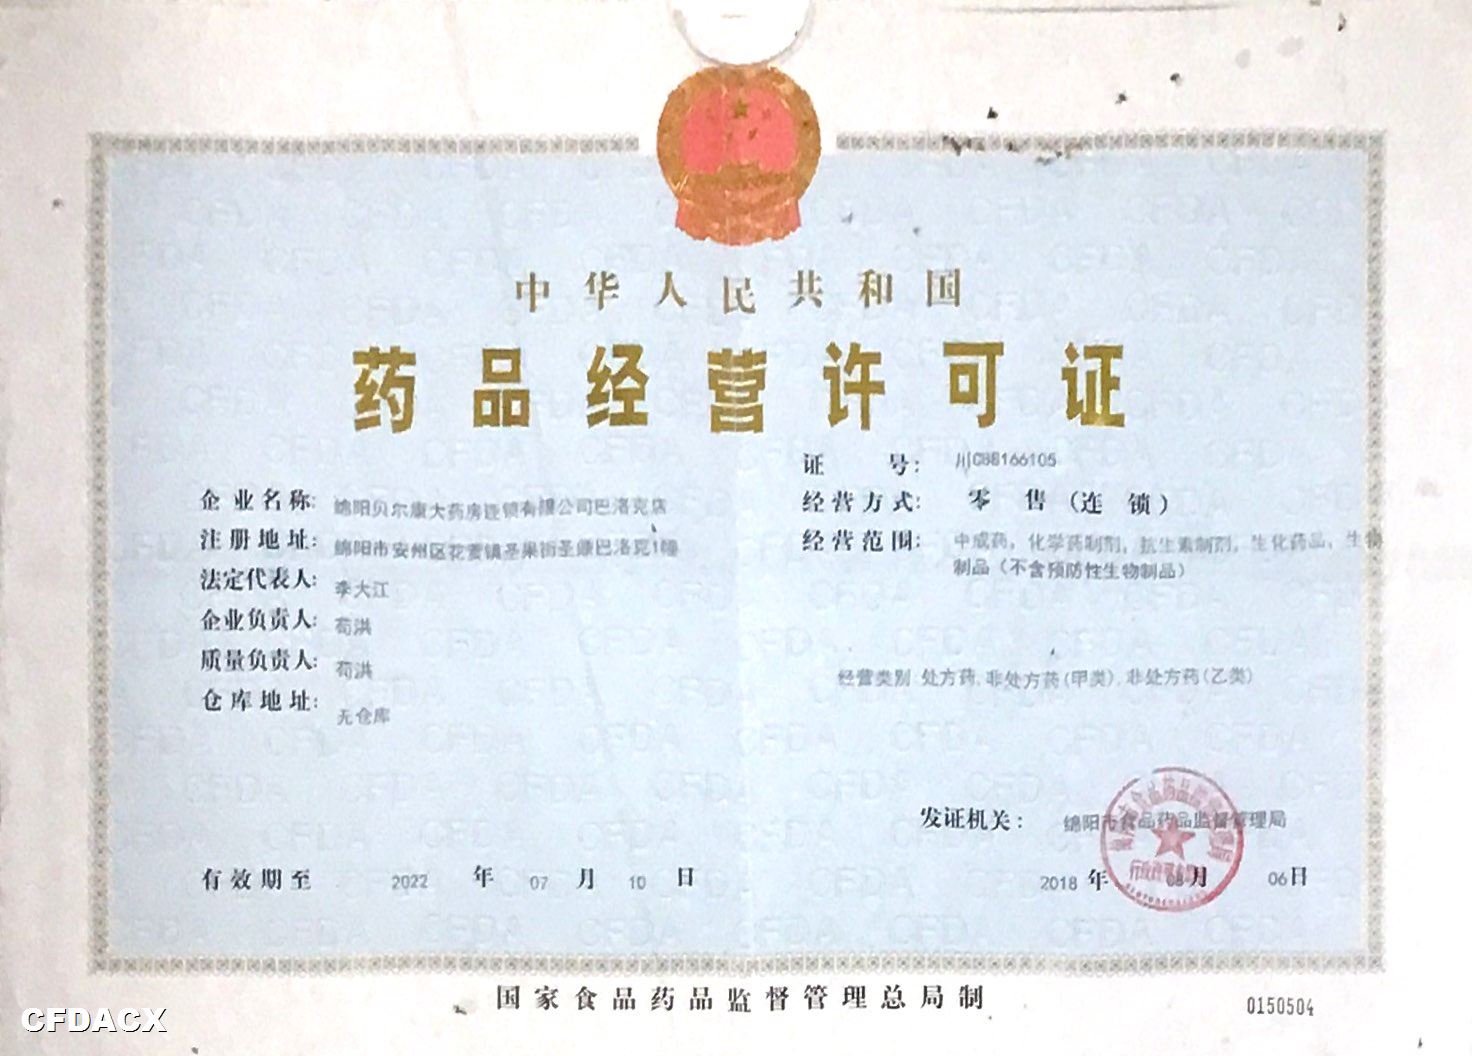 中华人民共和国
药品经营许可证
证 号: 川CBB166105
企业名称: 绵阳贝尔康大药房连锁有限公司巴洛克店
经营方式: 零售(连锁)
注册地址: 绵阳市安州区花荄镇圣果街圣鼎巴洛克1幢
经营范围: 中成药, 化学药制剂, 抗生素制剂, 生化药品, 生物
制品(不含预防性生物制品)
法定代表人: 李大江
企业负责人: 苟洪
质量负责人: 苟洪
经营类别:处方药,非处方药(甲类),非处方药(乙类)
仓库地址: 无仓库
发证机关: 绵阳市食品药品监督管理局
有效期至 2022 年 07 月 10 日
2018 年 08 月 06 日
国家食品药品监督管理总局制
0150504
CFDACX